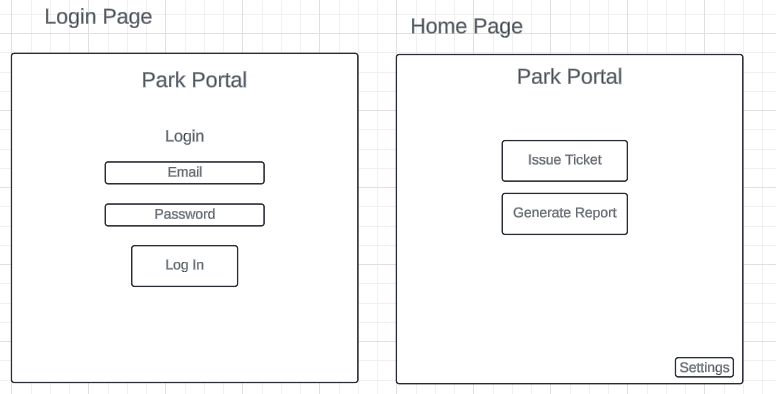 Login Page
Park Portal
Login
Email
Password
Log In
Home Page
Park Portal
Issue Ticket
Generate Report
Settings